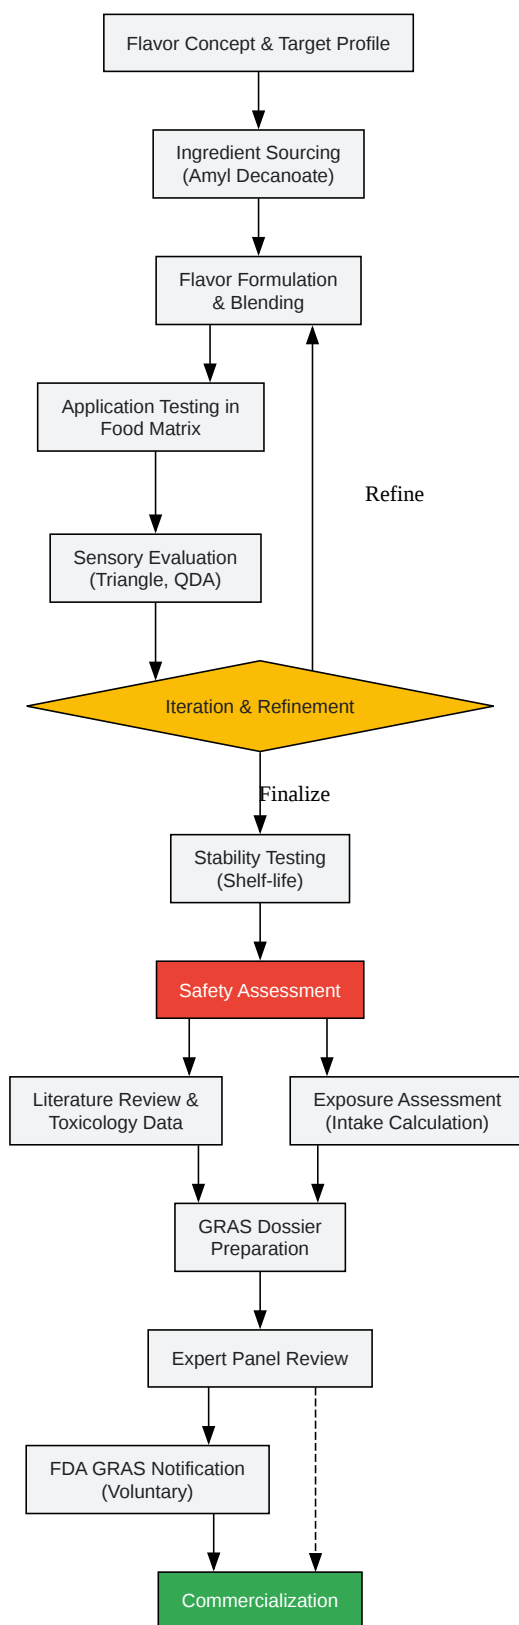 Flavor Concept & Target Profile
Ingredient Sourcing
(Amyl Decanoate)
Flavor Formulation
& Blending
Application Testing in
Food Matrix
Refine
Sensory Evaluation
(Triangle, QDA)
Iteration & Refinement
Finalize
Stability Testing
(Shelf-life)
Safety Assessment
Literature Review &
Toxicology Data
Exposure Assessment
(Intake Calculation)
GRAS Dossier
Preparation
Expert Panel Review
FDA GRAS Notification
(Voluntary)
Commercialization